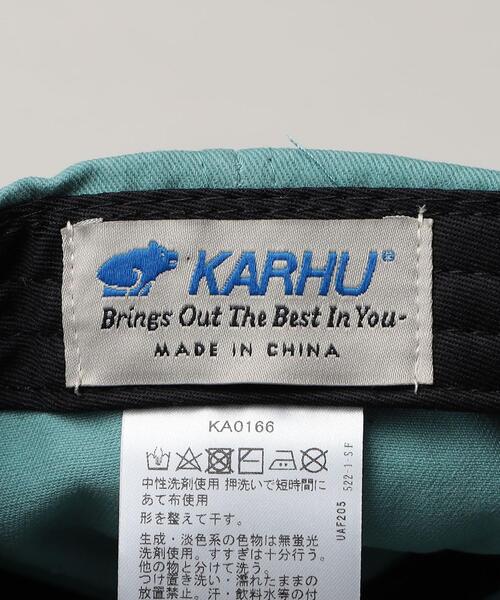 KARHU®
Brings Out The Best In You-
MADE IN CHINA
KA0166
中性洗剤使用 押洗いで短時間に
あて布使用
形を整えて干す。
生成・淡色系の色物は無蛍光
洗剤使用。すすぎは十分行う。
他の物と分けて洗う。
つけ置き洗い・濡れたままの
放置禁止。汗・飲料水等の付
UAF205 S22-1-SF